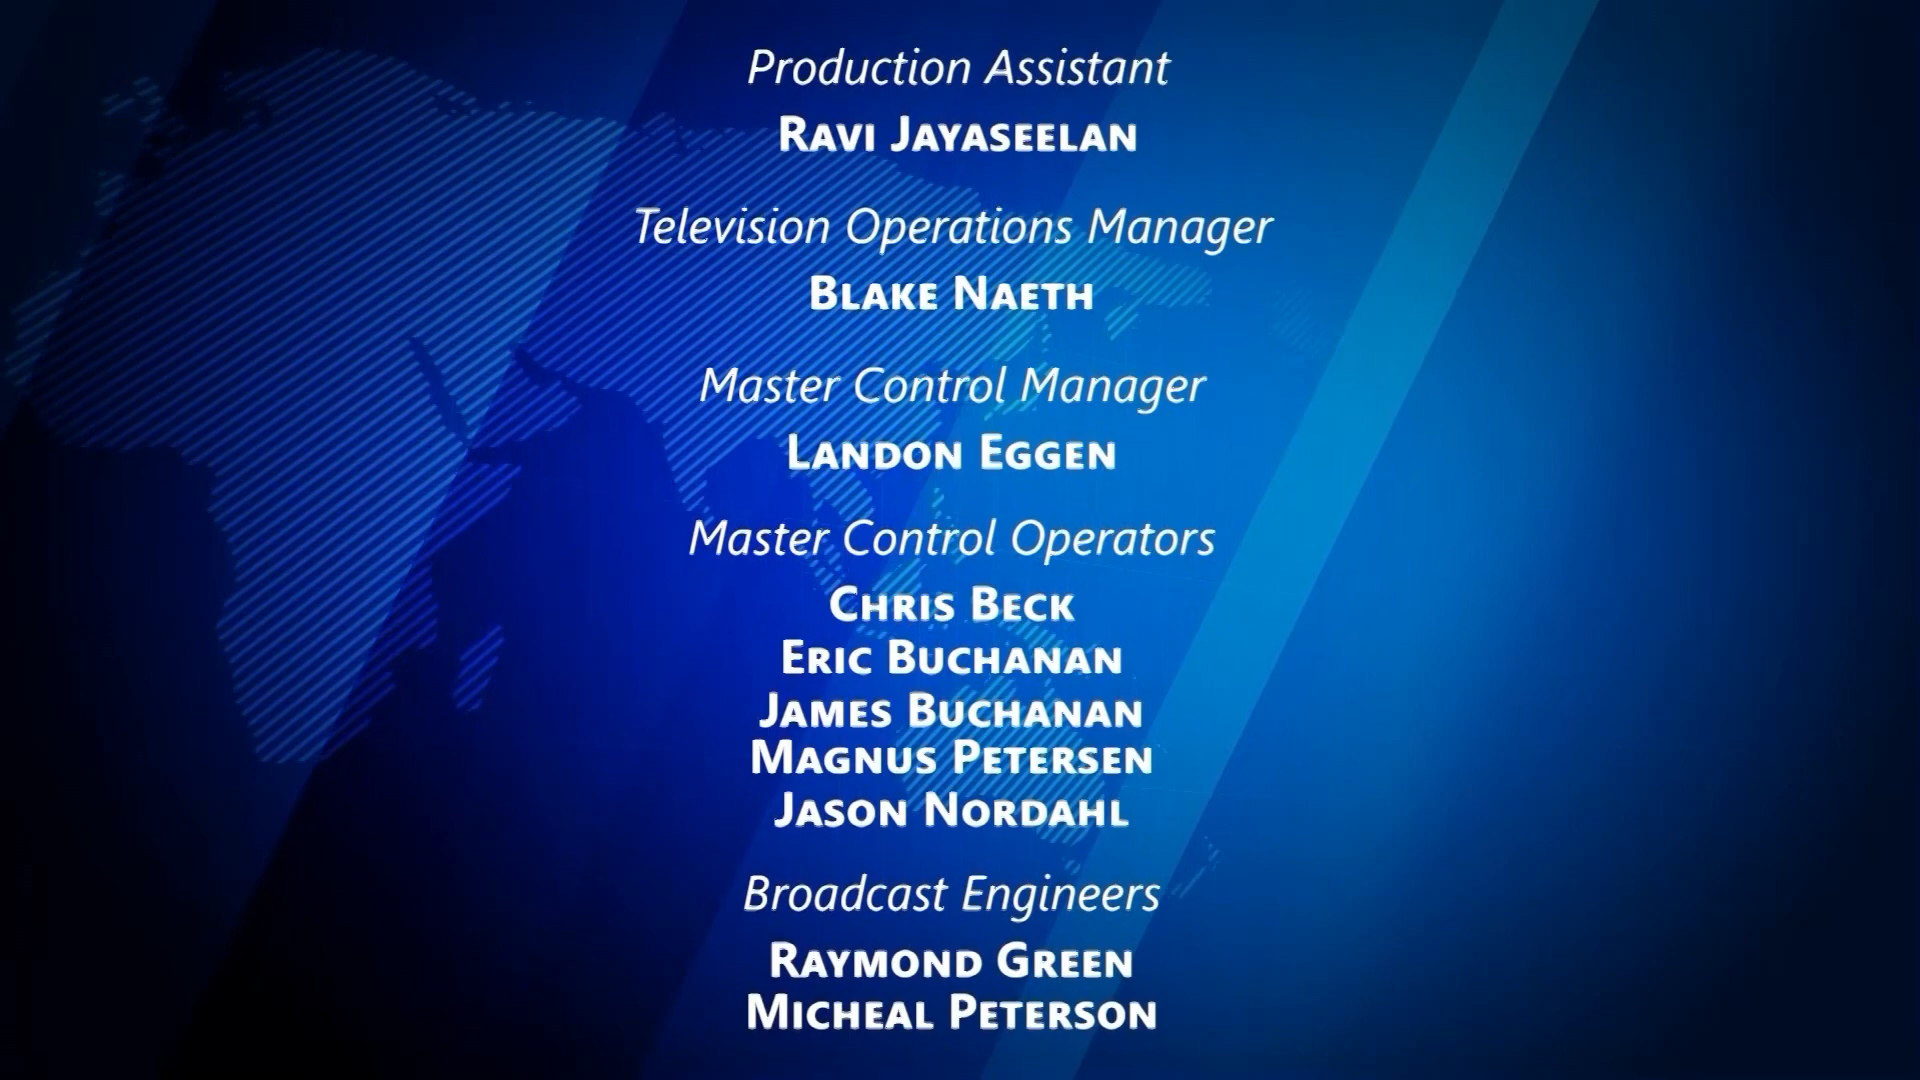 Production Assistant
Ravi Jayaseelan
Television Operations Manager
Blake Naeth
Master Control Manager
Landon Eggen
Master Control Operators
Chris Beck
Eric Buchanan
James Buchanan
Magnus Petersen
Jason Nordahl
Broadcast Engineers
Raymond Green
Micheal Peterson